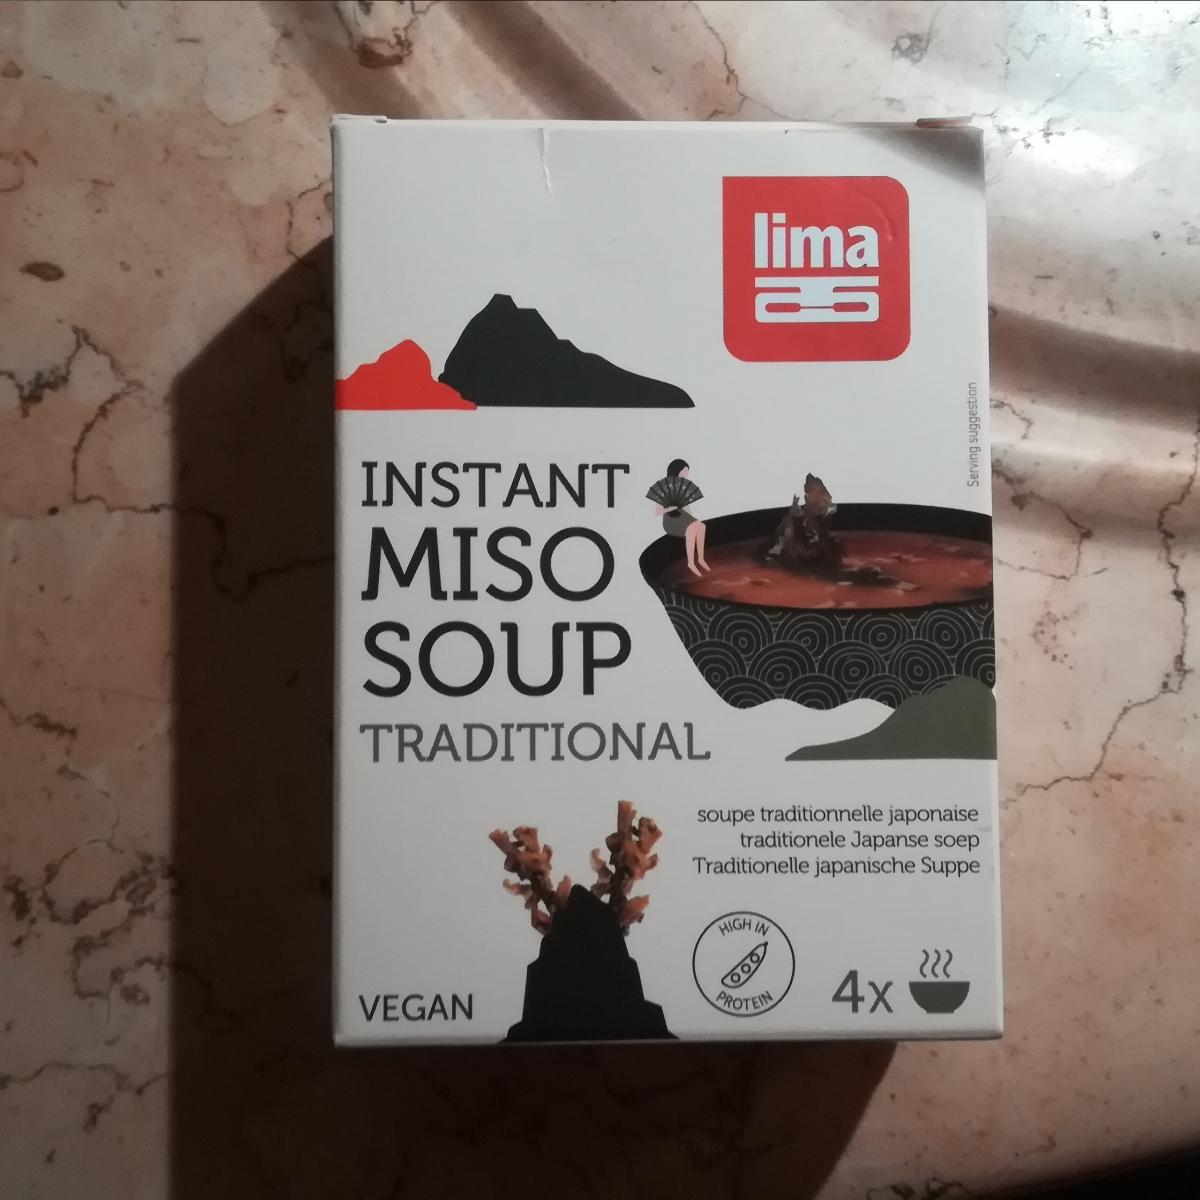 lima
Serving suggestion
INSTANT
MISO
SOUP
TRADITIONAL
soupe traditionnelle japonaise
traditionele Japanse soep
Traditionelle japanische Suppe
HIGH IN
PROTEIN
VEGAN
4x